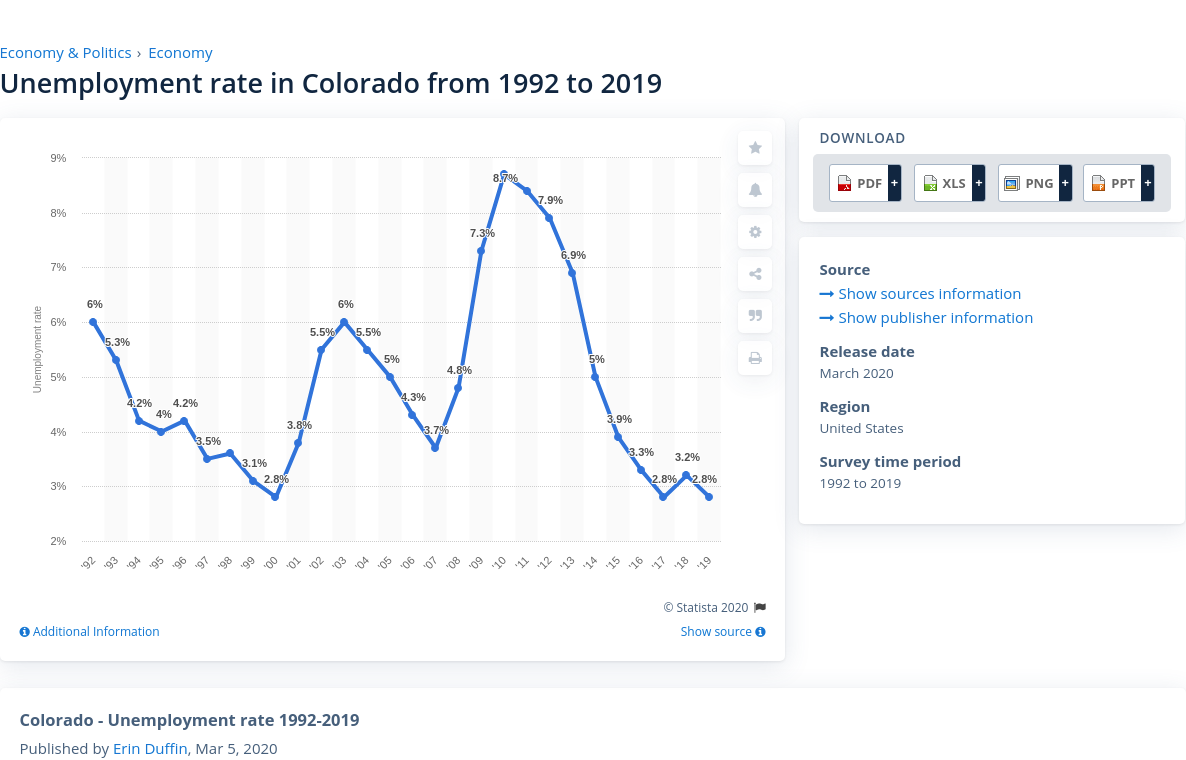 Economy & Politics › Economy
Unemployment rate in Colorado from 1992 to 2019
9%
8%
7%
6%
5%
4%
3%
2%
Unemployment rate
6%
5.3%
4.2%
4%
4.2%
3.5%
3.1%
2.8%
3.8%
5.5%
6%
5.5%
5%
4.3%
3.7%
4.8%
7.3%
8.7%
7.9%
6.9%
5%
3.9%
3.3%
2.8%
3.2%
2.8%
'92 '93 '94 '95 '96 '97 '98 '99 '00 '01 '02 '03 '04 '05 '06 '07 '08 '09 '10 '11 '12 '13 '14 '15 '16 '17 '18 '19
© Statista 2020
Additional Information
Show source
DOWNLOAD
PDF + XLS + PNG + PPT +
Source
Show sources information
Show publisher information
Release date
March 2020
Region
United States
Survey time period
1992 to 2019
Colorado - Unemployment rate 1992-2019
Published by Erin Duffin, Mar 5, 2020